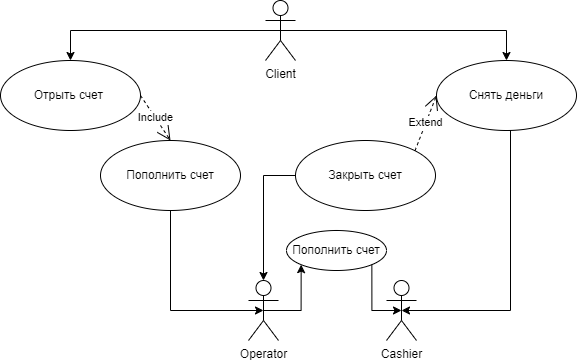 Client
Отрыть счет
Снять деньги
Include
Extend
Пополнить счет
Закрыть счет
Пополнить счет
Operator
Cashier